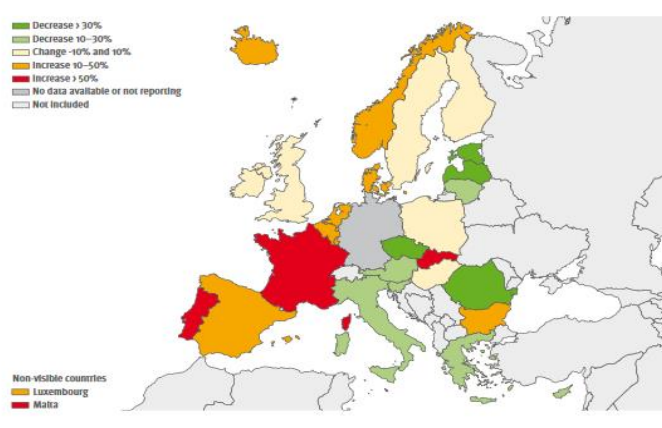 Decrease > 30%
Decrease 10–30%
Change -10% and 10%
Increase 10–50%
Increase > 50%
No data available or not reporting
Not included
Non-visible countries
Luxembourg
Malta